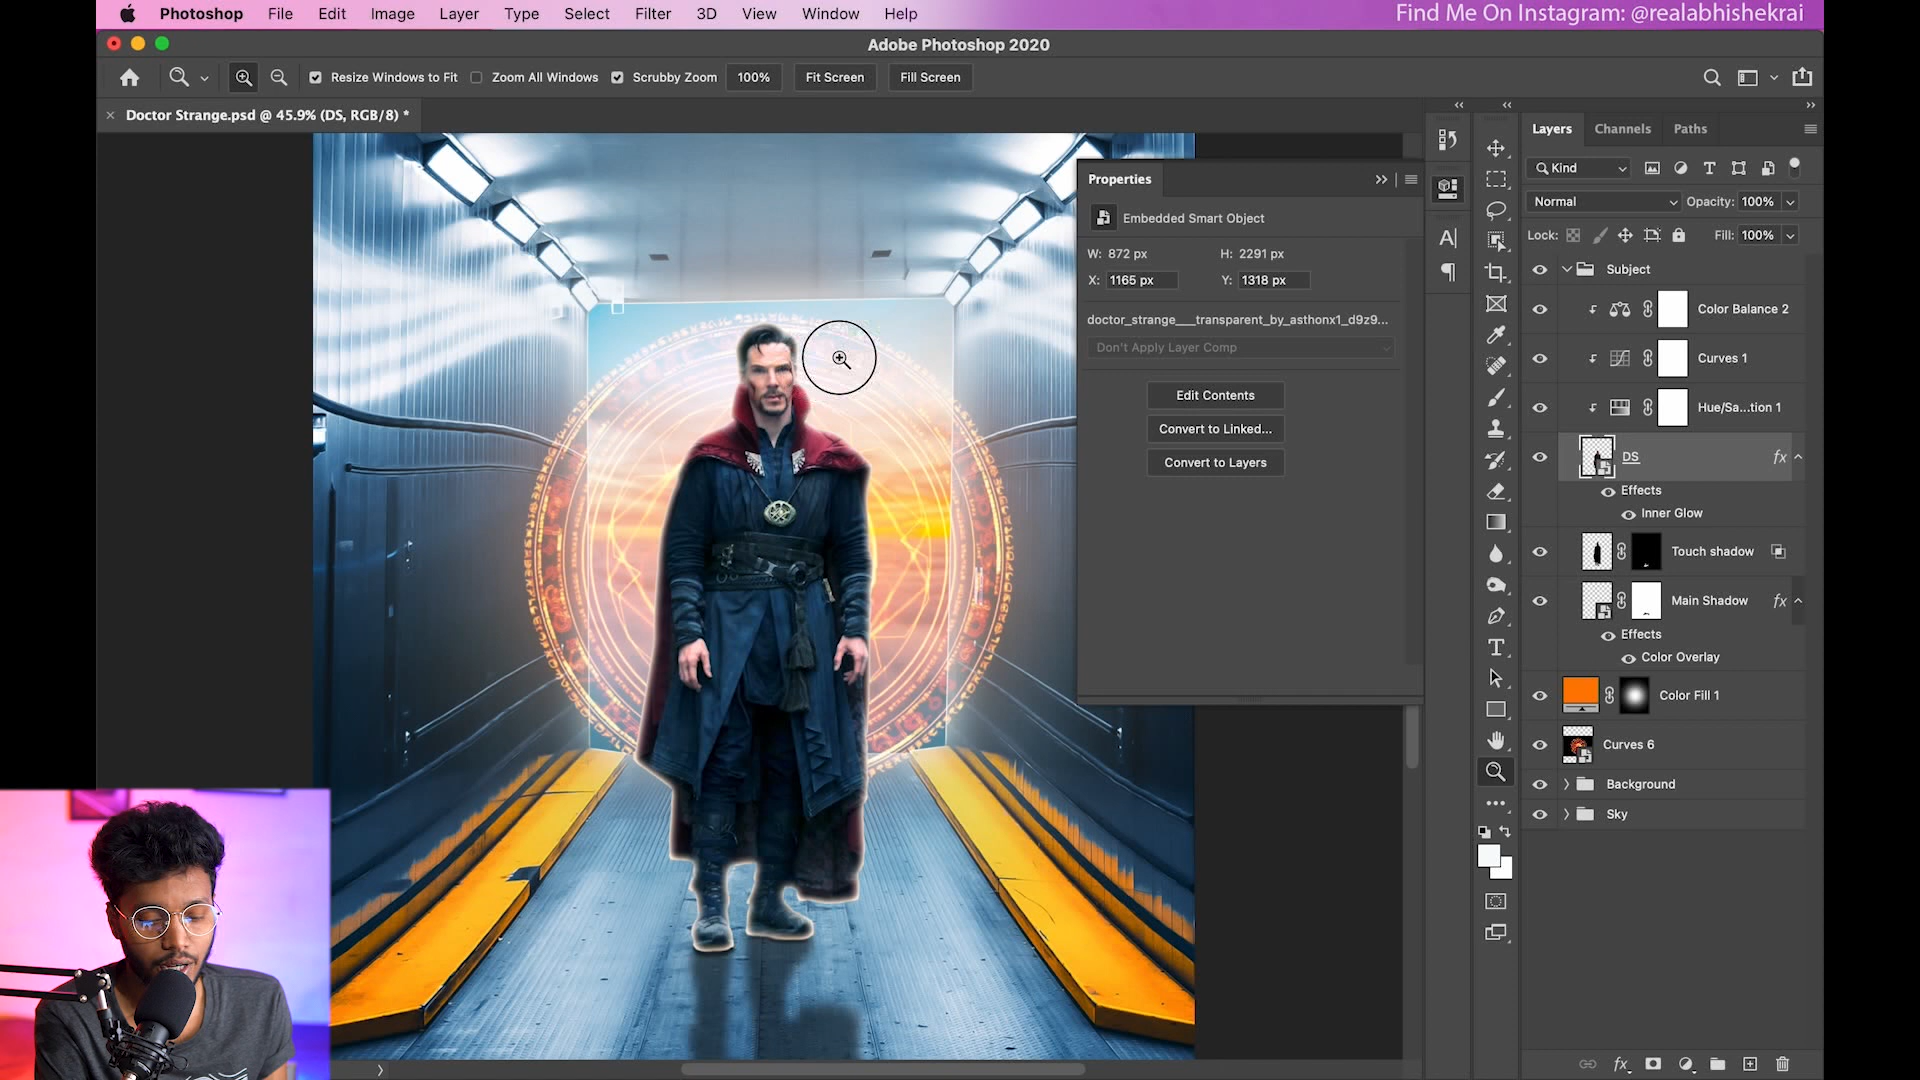 Photoshop File Edit Image Layer Type Select Filter 3D View Window Help
Find Me On Instagram: @realabhishekrai
Adobe Photoshop 2020
Resize Windows to Fit Zoom All Windows Scrubby Zoom 100% Fit Screen Fill Screen
Doctor Strange.psd @ 45.9% (DS, RGB/8) *
Properties
Embedded Smart Object
W: 872 px H: 2291 px
X: 1165 px Y: 1318 px
doctor_strange___transparent_by_asthonx1_d9z9...
Don't Apply Layer Comp
Edit Contents
Convert to Linked...
Convert to Layers
Layers Channels Paths
Kind
Normal Opacity: 100%
Lock: Fill: 100%
Subject
Color Balance 2
Curves 1
Hue/Sa...tion 1
DS fx
Effects
Inner Glow
Touch shadow
Main Shadow fx
Effects
Color Overlay
Color Fill 1
Curves 6
Background
Sky
fx